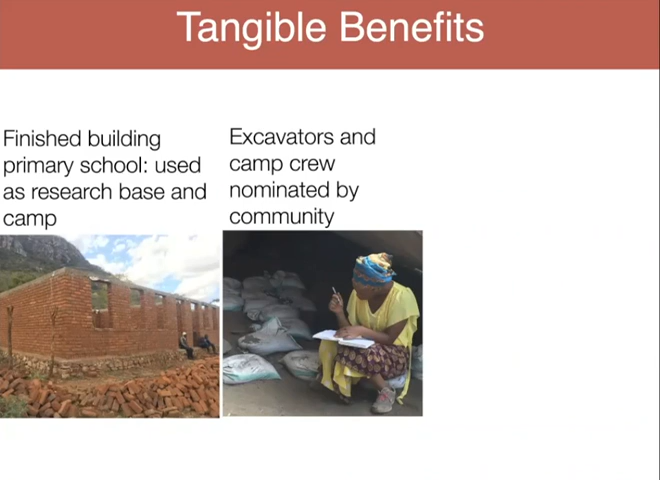 Tangible Benefits
Finished building
primary school: used
as research base and
camp
Excavators and
camp crew
nominated by
community